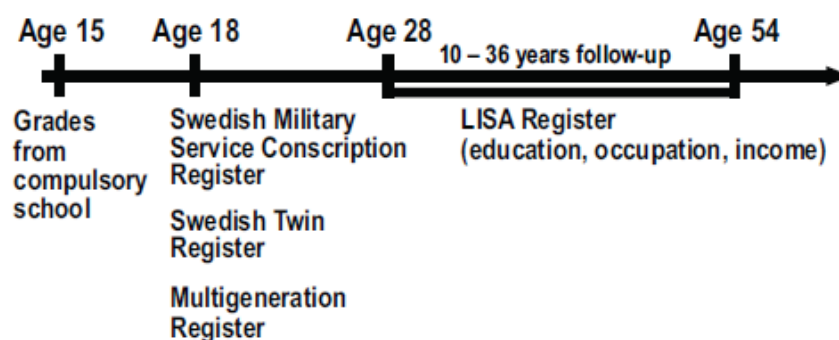 Age 15
Age 18
Age 28
Age 54
10 – 36 years follow-up
Grades
from
compulsory
school
Swedish Military
Service Conscription
Register
Swedish Twin
Register
Multigeneration
Register
LISA Register
(education, occupation, income)